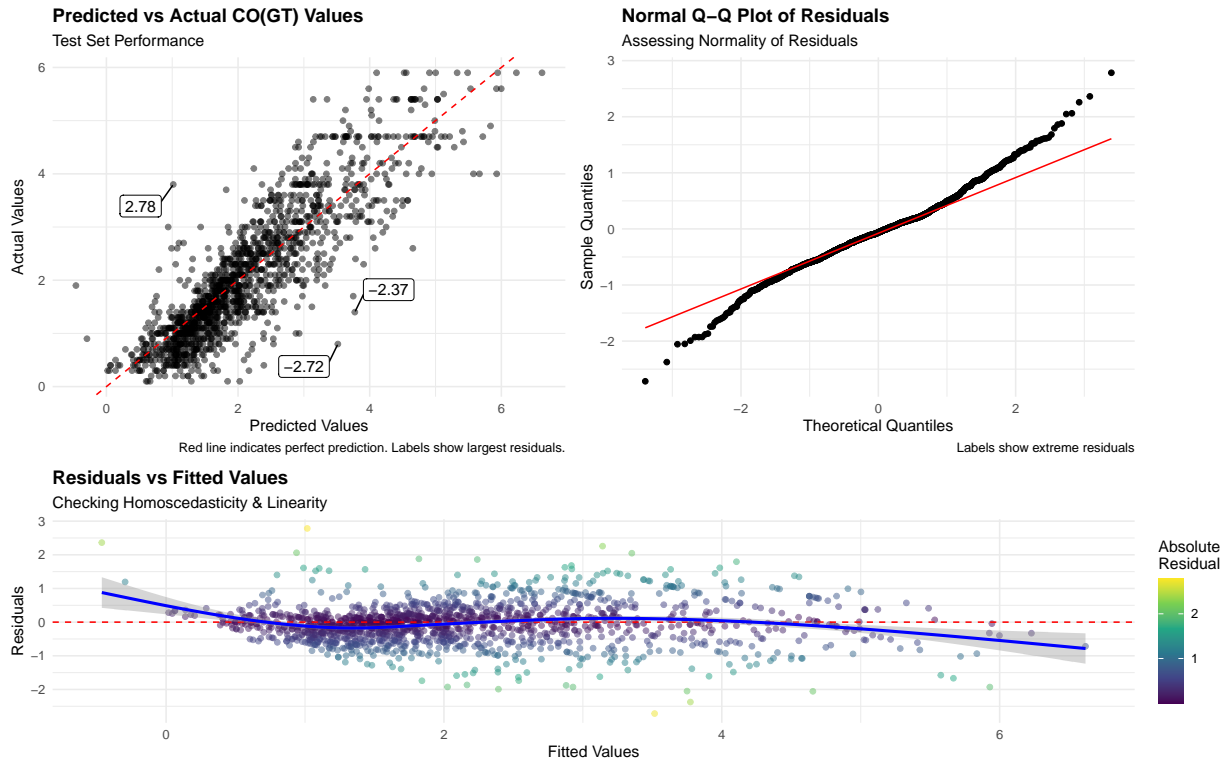 Predicted vs Actual CO(GT) Values
Test Set Performance
6
4
2
0
Actual Values
2.78
−2.37
−2.72
0
2
4
6
Predicted Values
Red line indicates perfect prediction. Labels show largest residuals.
Normal Q−Q Plot of Residuals
Assessing Normality of Residuals
3
2
1
0
−1
−2
Sample Quantiles
−2
0
2
Theoretical Quantiles
Labels show extreme residuals
Residuals vs Fitted Values
Checking Homoscedasticity & Linearity
3
2
1
0
−1
−2
Residuals
0
2
4
6
Fitted Values
Absolute
Residual
2
1